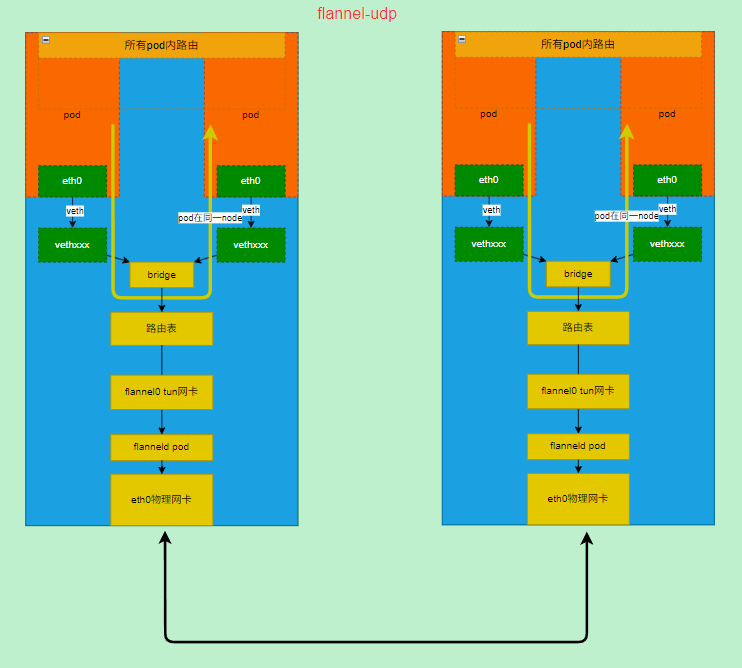 flannel-udp
所有pod内路由
pod
pod
eth0
eth0
veth
veth
pod在同一node
vethxxx
vethxxx
bridge
路由表
flannel0 tun网卡
flanneld pod
eth0物理网卡
所有pod内路由
pod
pod
eth0
eth0
veth
veth
pod在同一node
vethxxx
vethxxx
bridge
路由表
flannel0 tun网卡
flanneld pod
eth0物理网卡